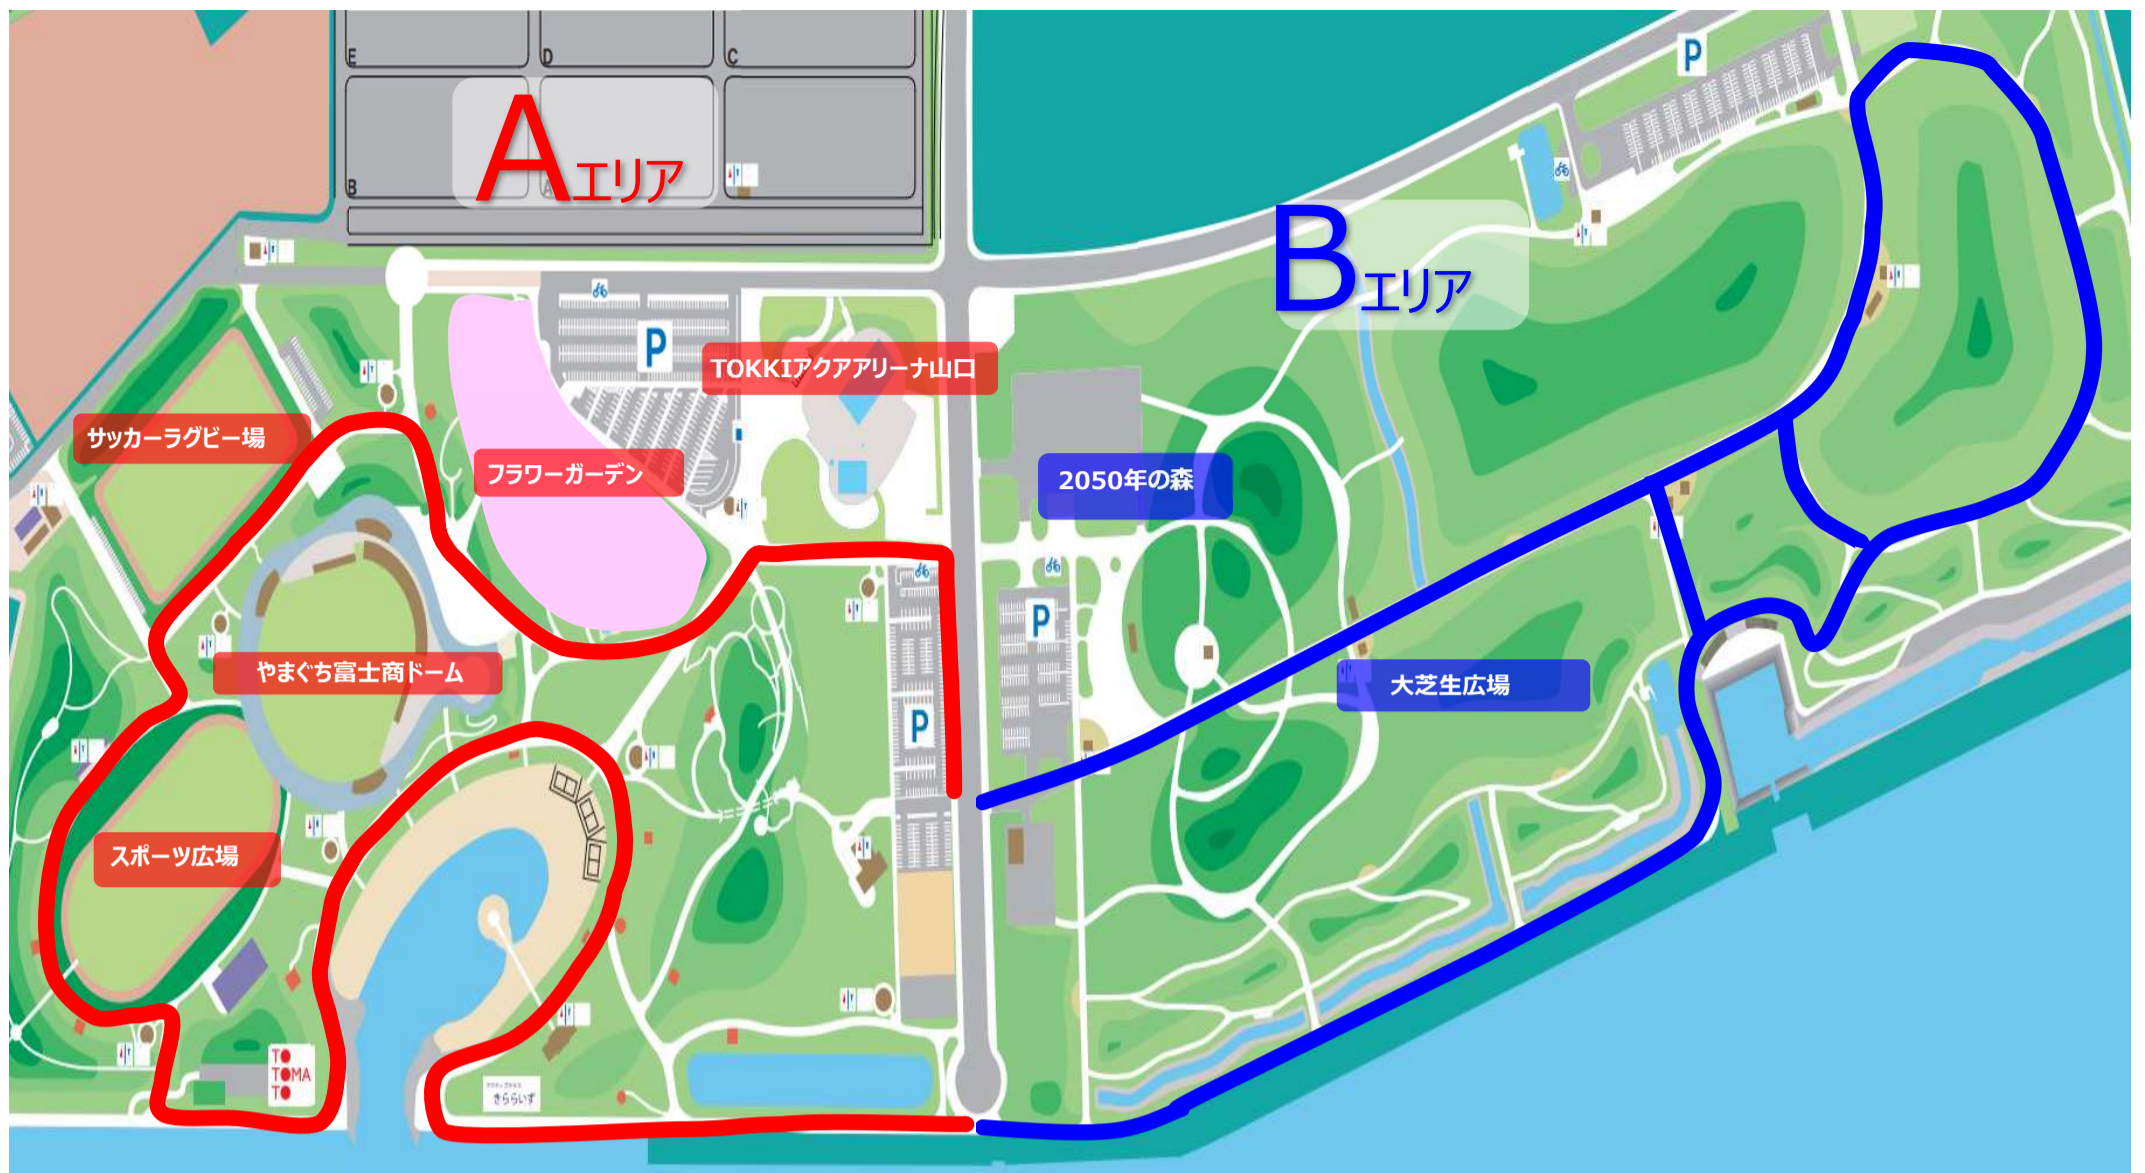 E
D
C
B
A
Aエリア
P
Bエリア
P
TOKKIアクアアリーナ山口
サッカーラグビー場
フラワーガーデン
2050年の森
P
やまぐち富士商ドーム
大芝生広場
P
スポーツ広場
TO
TOMA
TO
きららいず